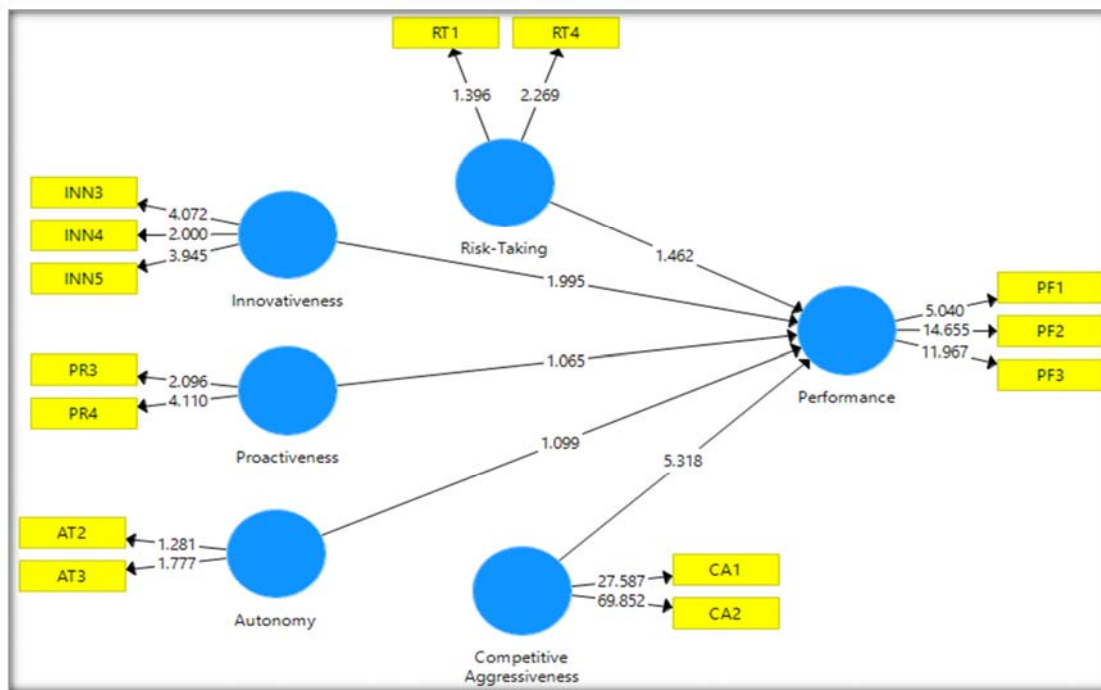 RT1
RT4
1.396
2.269
Risk-Taking
INN3
INN4
INN5
4.072
2.000
3.945
Innovativeness
1.462
1.995
PR3
PR4
2.096
4.110
Proactiveness
1.065
PF1
PF2
PF3
5.040
14.655
11.967
Performance
AT2
AT3
1.281
1.777
Autonomy
1.099
5.318
CA1
CA2
27.587
69.852
Competitive
Aggressiveness